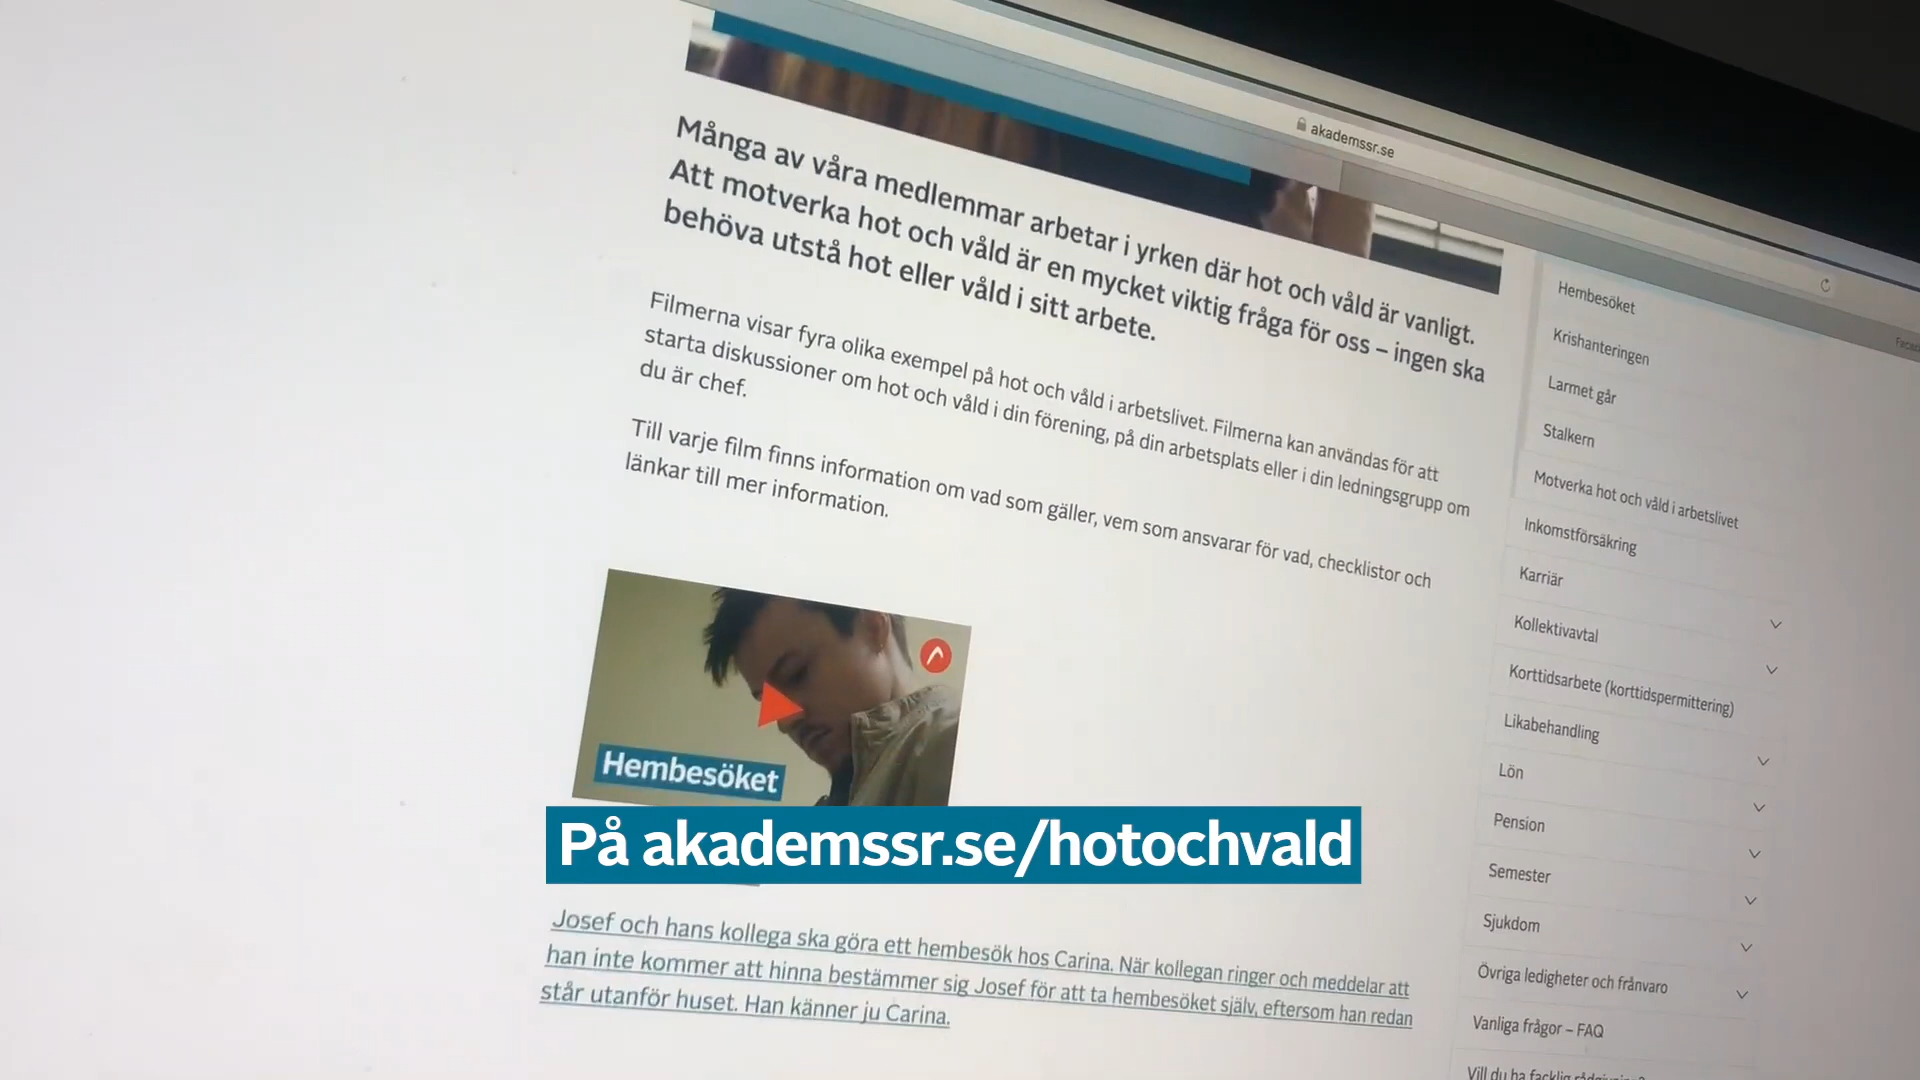 akademssr.se
Många av våra medlemmar arbetar i yrken där hot och våld är vanligt.
Att motverka hot och våld är en mycket viktig fråga för oss – ingen ska
behöva utstå hot eller våld i sitt arbete.
Filmerna visar fyra olika exempel på hot och våld i arbetslivet. Filmerna kan användas för att
starta diskussioner om hot och våld i din förening, på din arbetsplats eller i din ledningsgrupp om
du är chef.
Till varje film finns information om vad som gäller, vem som ansvarar för vad, checklistor och
länkar till mer information.
Hembesöket
På akademssr.se/hotochvald
Josef och hans kollega ska göra ett hembesök hos Carina. När kollegan ringer och meddelar att
han inte kommer att hinna bestämmer sig Josef för att ta hembesöket själv, eftersom han redan
står utanför huset. Han känner ju Carina.
Hembesöket
Krishanteringen
Larmet går
Stalkern
Motverka hot och våld i arbetslivet
Inkomstförsäkring
Karriär
Kollektivavtal
Korttidsarbete (korttidspermittering)
Likabehandling
Lön
Pension
Semester
Sjukdom
Övriga ledigheter och frånvaro
Vanliga frågor – FAQ
Vill du ha facklig